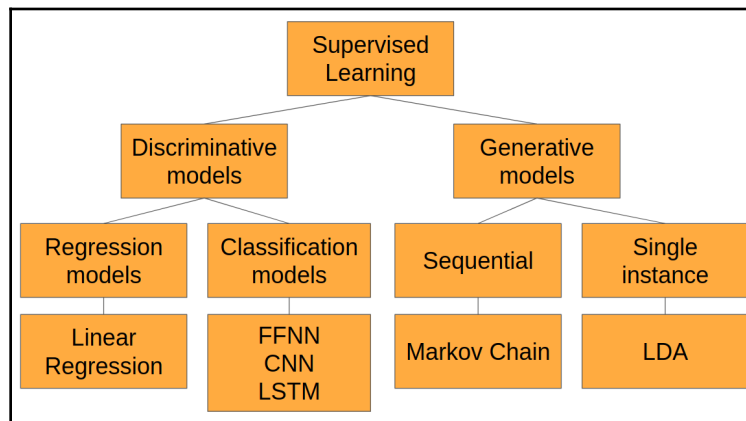 Supervised
Learning
Discriminative
models
Generative
models
Regression
models
Classification
models
Sequential
Single
instance
Linear
Regression
FFNN
CNN
LSTM
Markov Chain
LDA